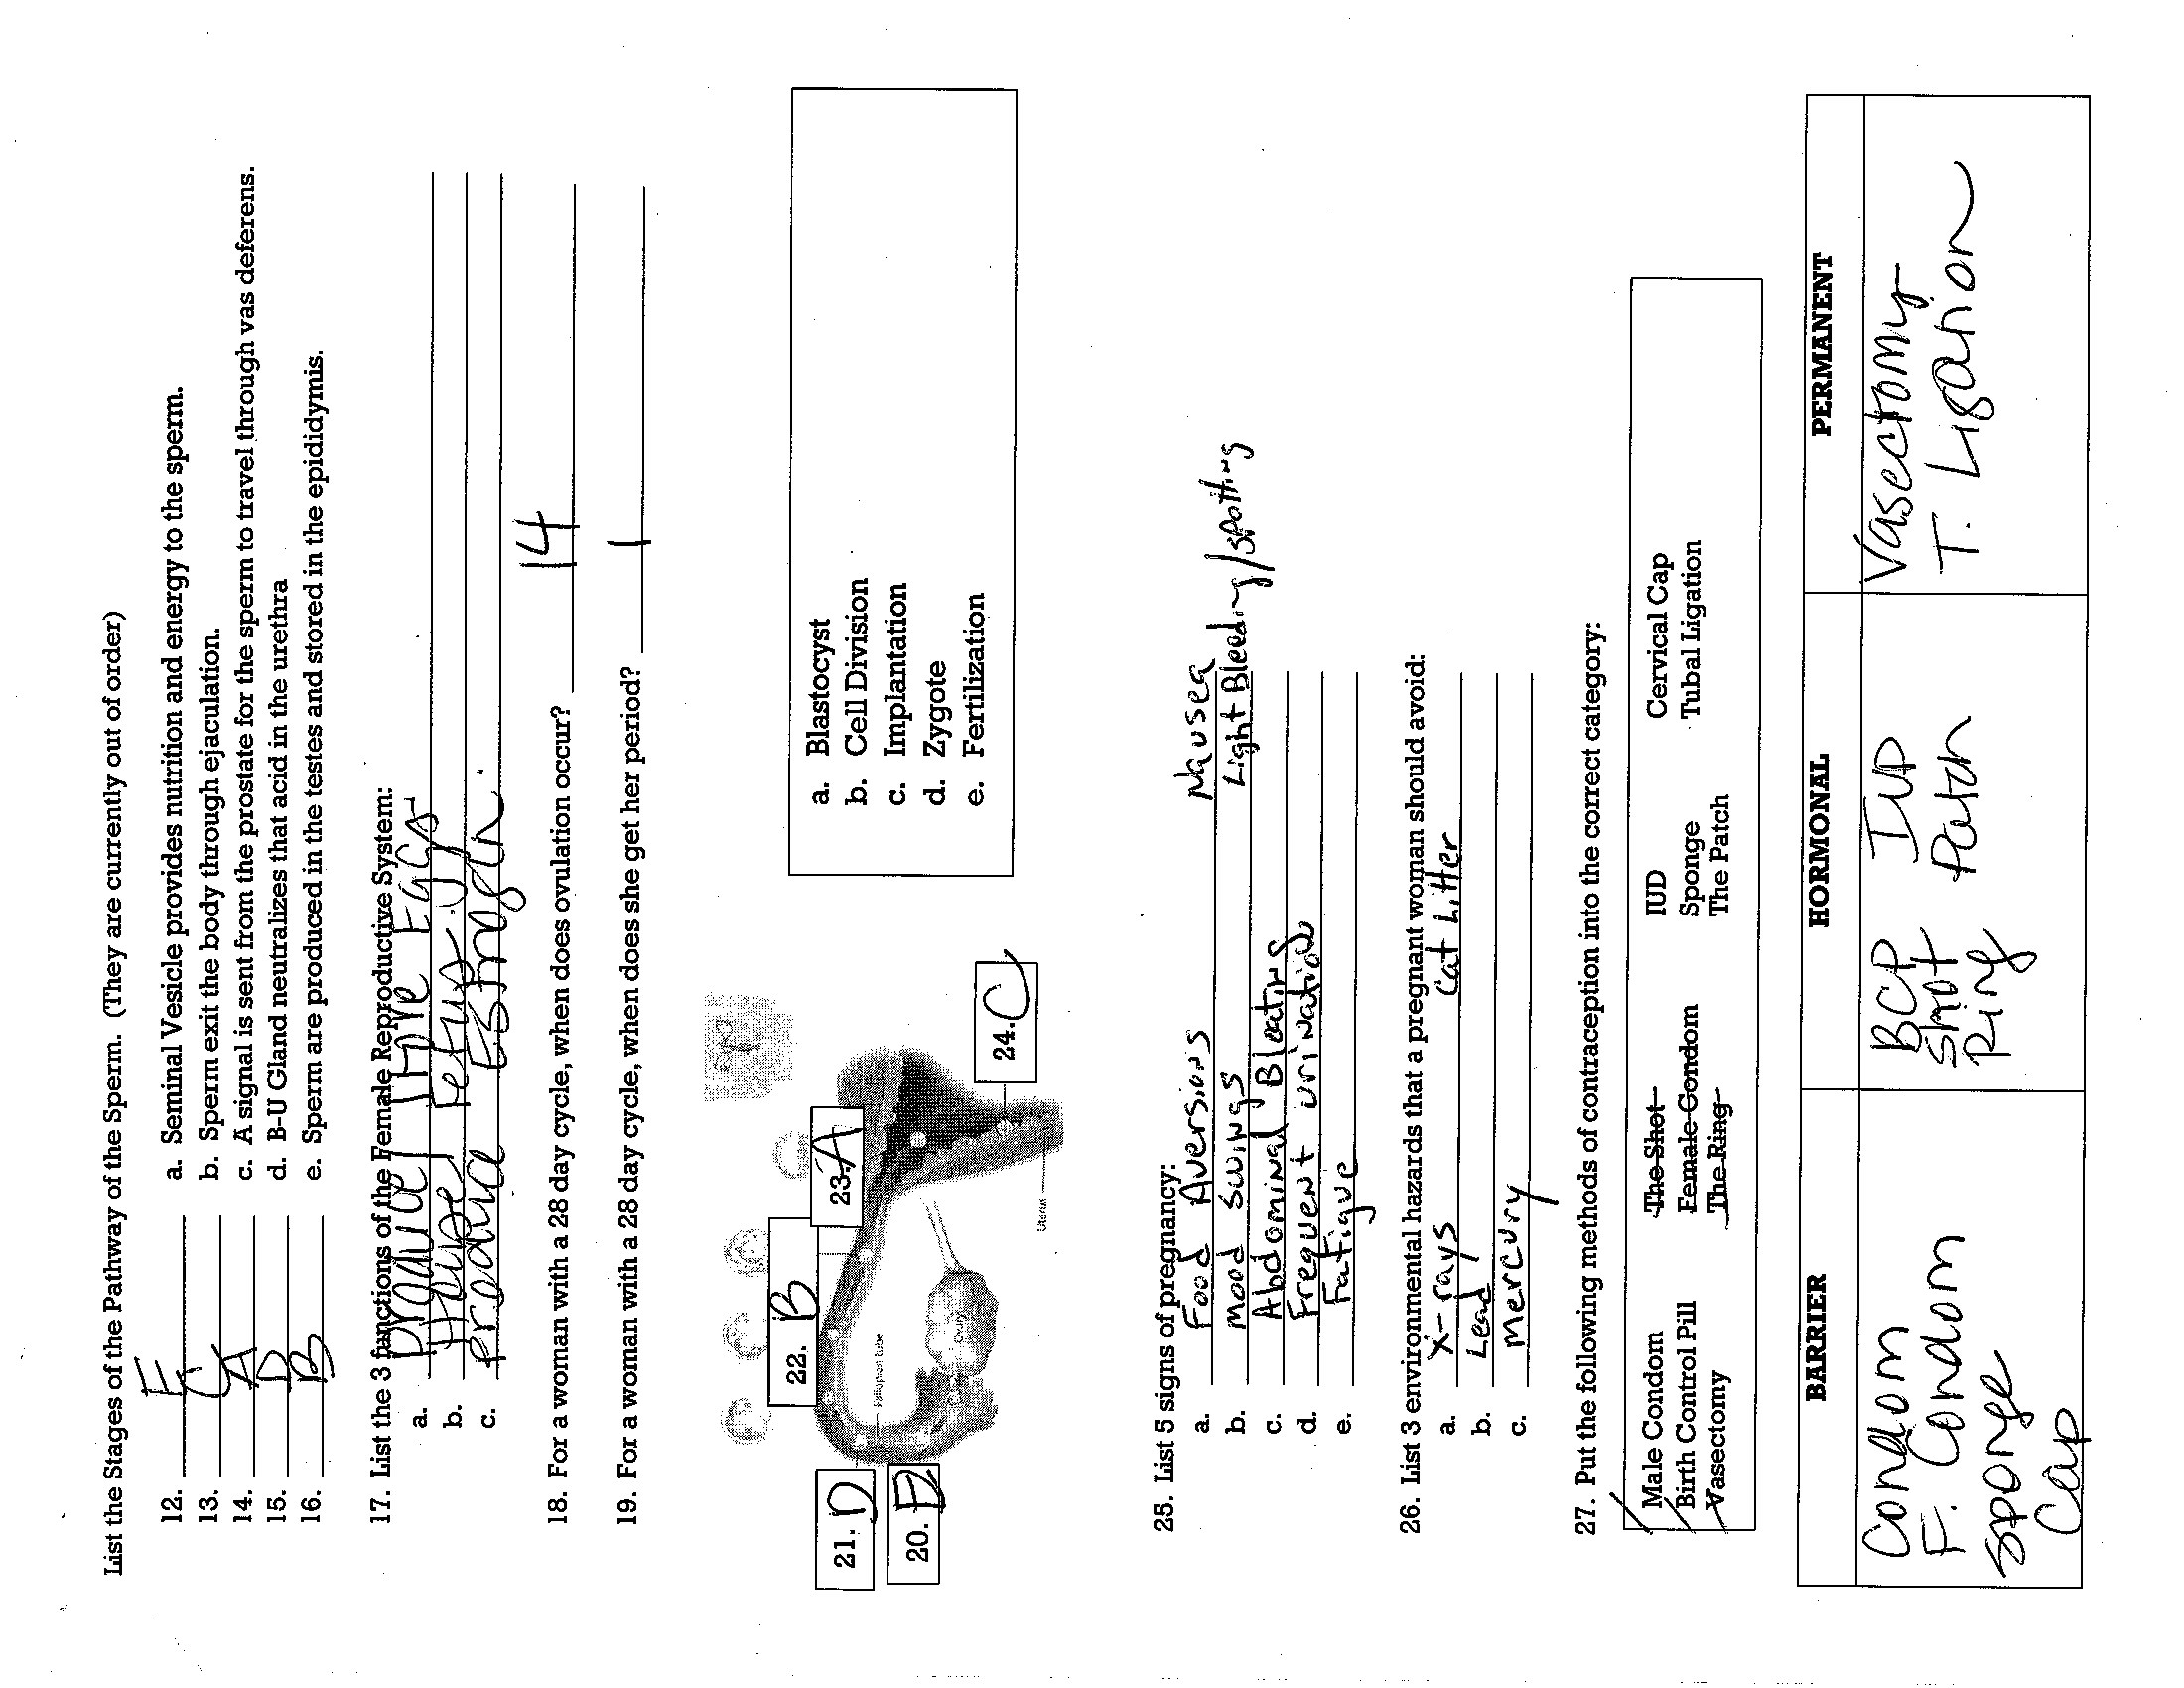 List the Stages of the Pathway of the Sperm. (They are currently out of order)
12. E a. Seminal Vesicle provides nutrition and energy to the sperm.
13. C b. Sperm exit the body through ejaculation.
14. A c. A signal is sent from the prostate for the sperm to travel through vas deferens.
15. D d. B-U Gland neutralizes that acid in the urethra
16. B e. Sperm are produced in the testes and stored in the epididymis.
17. List the 3 functions of the Female Reproductive System:
a. Eggs
b. House Fetus
c. produce Estrogen
18. For a woman with a 28 day cycle, when does ovulation occur? 14
19. For a woman with a 28 day cycle, when does she get her period? 1
21. D
20. E
22. B
23. A
24. C
Fallopian tube
Ovary
Uterus
a. Blastocyst
b. Cell Division
c. Implantation
d. Zygote
e. Fertilization
25. List 5 signs of pregnancy:
a. Food Aversions Nausea
b. Mood swings Light Bleeding/spotting
c. Abdominal Bloating
d. Frequent urination
e. Fatigue
26. List 3 environmental hazards that a pregnant woman should avoid:
a. X-rays Cat Litter
b. Lead
c. Mercury
27. Put the following methods of contraception into the correct category:
Male Condom The Shot IUD Cervical Cap
Birth Control Pill Female Condom Sponge Tubal Ligation
Vasectomy The Ring The Patch
BARRIER HORMONAL PERMANENT
Condom BCP IUD Vasectomy
F. Condom Shot Patch T. Ligation
Sponge Ring
Cap